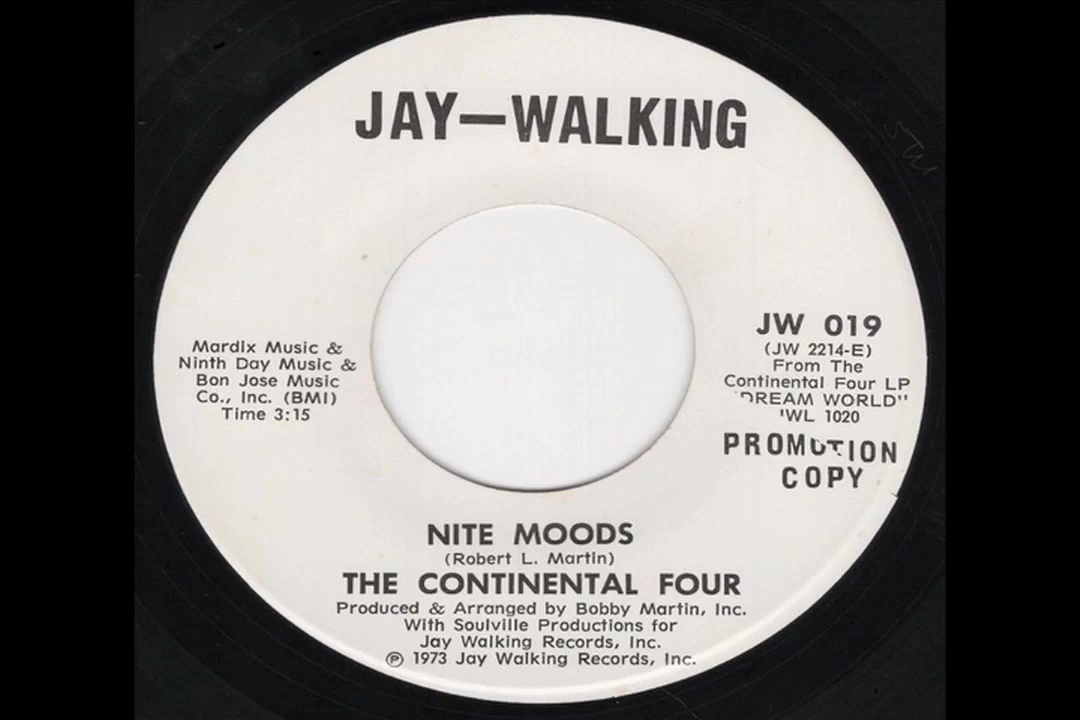 JAY—WALKING
Mardix Music &
Ninth Day Music &
Bon Jose Music
Co., Inc. (BMI)
Time 3:15
JW 019
(JW 2214-E)
From The
Continental Four LP
"DREAM WORLD"
'WL 1020
PROMOTION
COPY
NITE MOODS
(Robert L. Martin)
THE CONTINENTAL FOUR
Produced & Arranged by Bobby Martin, Inc.
With Soulville Productions for
Jay Walking Records, Inc.
℗ 1973 Jay Walking Records, Inc.